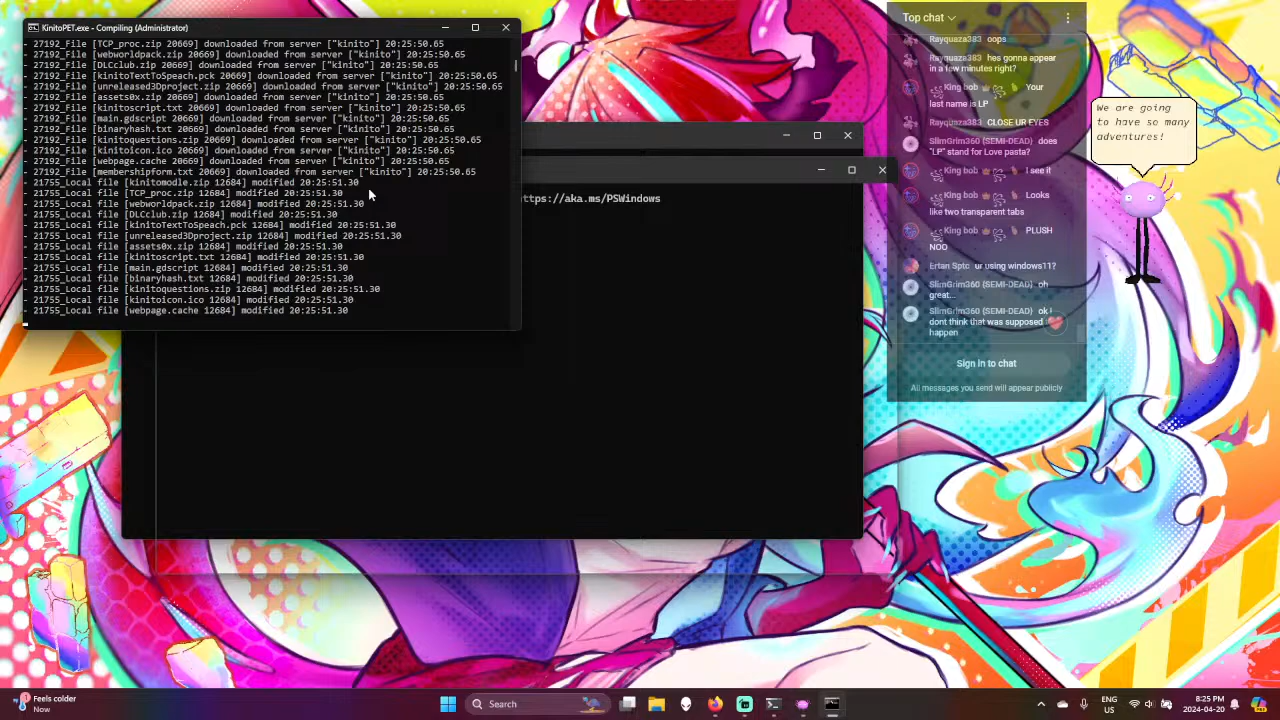 KinitoPET.exe - Compiling (Administrator)
- 27192_File [TCP_proc.zip 20669] downloaded from server ["kinito"] 20:25:50.65
- 27192_File [webworldpack.zip 20669] downloaded from server ["kinito"] 20:25:50.65
- 27192_File [DLCclub.zip 20669] downloaded from server ["kinito"] 20:25:50.65
- 27192_File [kinitoTextToSpeach.pck 20669] downloaded from server ["kinito"] 20:25:50.65
- 27192_File [unreleased3Dproject.zip 20669] downloaded from server ["kinito"] 20:25:50.65
- 27192_File [assets0x.zip 20669] downloaded from server ["kinito"] 20:25:50.65
- 27192_File [kinitoscript.txt 20669] downloaded from server ["kinito"] 20:25:50.65
- 27192_File [main.gdscript 20669] downloaded from server ["kinito"] 20:25:50.65
- 27192_File [binaryhash.txt 20669] downloaded from server ["kinito"] 20:25:50.65
- 27192_File [kinitoquestions.zip 20669] downloaded from server ["kinito"] 20:25:50.65
- 27192_File [kinitoicon.ico 20669] downloaded from server ["kinito"] 20:25:50.65
- 27192_File [webpage.cache 20669] downloaded from server ["kinito"] 20:25:50.65
- 27192_File [membershipform.txt 20669] downloaded from server ["kinito"] 20:25:50.65
- 21755_Local file [kinitomodle.zip 12684] modified 20:25:51.30
- 21755_Local file [TCP_proc.zip 12684] modified 20:25:51.30
- 21755_Local file [webworldpack.zip 12684] modified 20:25:51.30
- 21755_Local file [DLCclub.zip 12684] modified 20:25:51.30
- 21755_Local file [kinitoTextToSpeach.pck 12684] modified 20:25:51.30
- 21755_Local file [unreleased3Dproject.zip 12684] modified 20:25:51.30
- 21755_Local file [assets0x.zip 12684] modified 20:25:51.30
- 21755_Local file [kinitoscript.txt 12684] modified 20:25:51.30
- 21755_Local file [main.gdscript 12684] modified 20:25:51.30
- 21755_Local file [binaryhash.txt 12684] modified 20:25:51.30
- 21755_Local file [kinitoquestions.zip 12684] modified 20:25:51.30
- 21755_Local file [kinitoicon.ico 12684] modified 20:25:51.30
- 21755_Local file [webpage.cache 12684] modified 20:25:51.30
ttps://aka.ms/PSWindows
Top chat
Rayquaza383 oops
Rayquaza383 hes gonna appear
in a few minutes right?
King bob Your
last name is LP
Rayquaza383 CLOSE UR EYES
SlimGrim360 (SEMI-DEAD) does
"LP" stand for Love pasta?
King bob I see it
King bob Looks
like two transparent tabs
King bob PLUSH
NOO
Ertan Sptc ur using windows11?
SlimGrim360 (SEMI-DEAD) oh
great...
SlimGrim360 (SEMI-DEAD) ok i
dont think that was supposed
happen
Sign in to chat
All messages you send will appear publicly
We are going
to have so many
adventures!
1
Feels colder
Now
Search
ENG
US
8:25 PM
2024-04-20